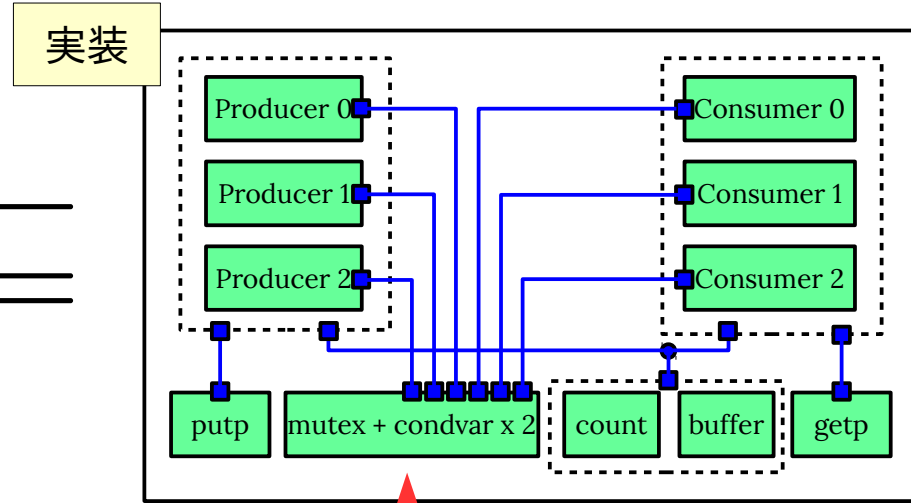 実装
Producer 0
Consumer 0
Producer 1
Consumer 1
Producer 2
Consumer 2
putp
mutex + condvar x 2
count
buffer
getp